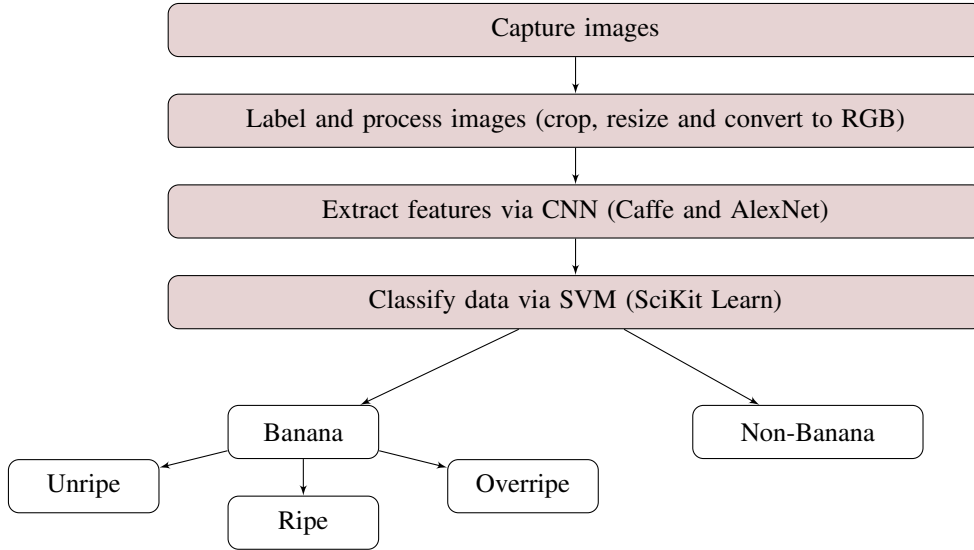 Capture images
Label and process images (crop, resize and convert to RGB)
Extract features via CNN (Caffe and AlexNet)
Classify data via SVM (SciKit Learn)
Banana
Non-Banana
Unripe
Overripe
Ripe